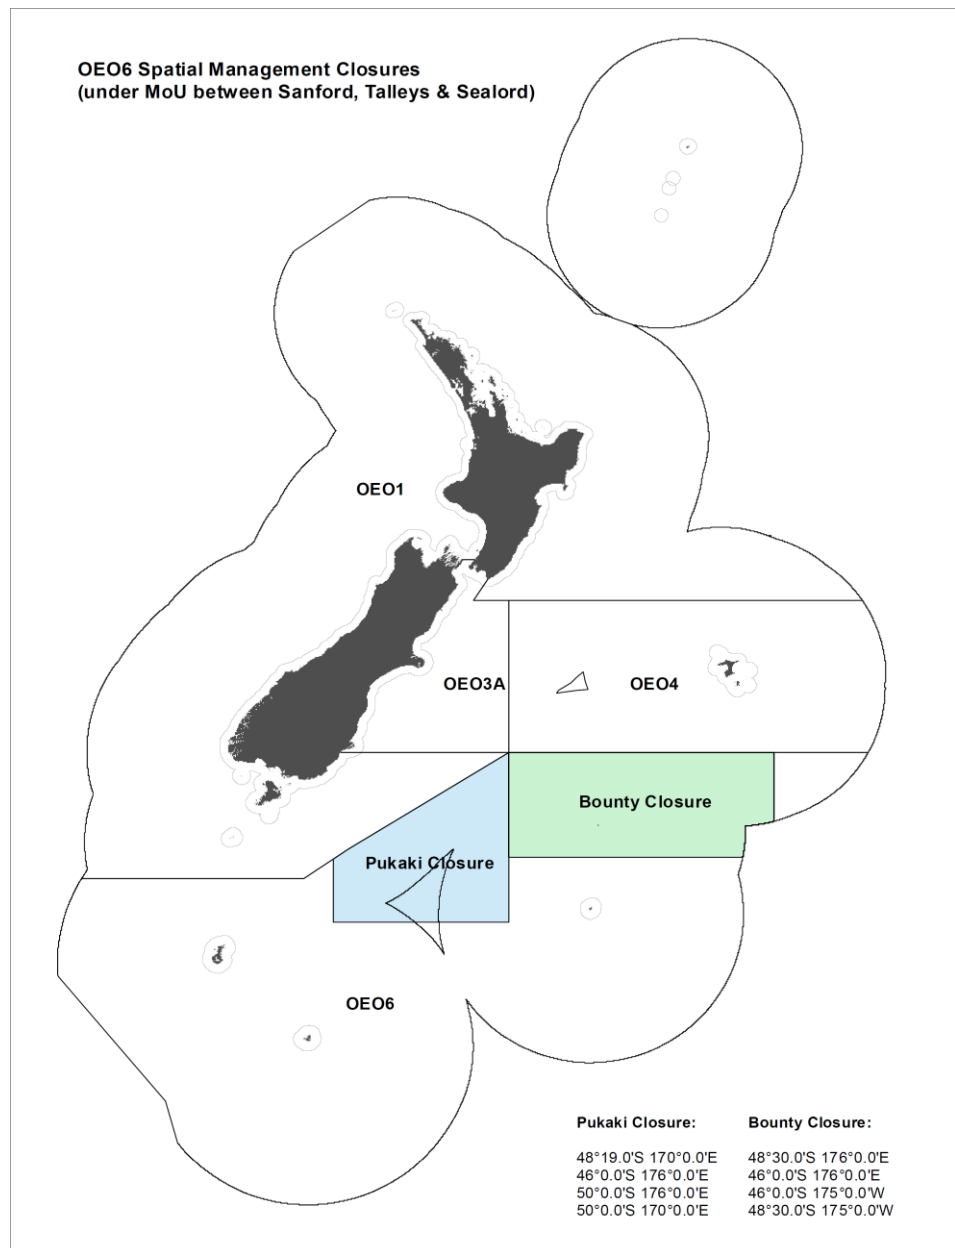 OEO6 Spatial Management Closures
(under MoU between Sanford, Talleys & Sealord)
OEO1
OEO3A
OEO4
Bounty Closure
Pukaki Closure
OEO6
Pukaki Closure:
48°19.0'S 170°0.0'E
46°0.0'S 176°0.0'E
50°0.0'S 176°0.0'E
50°0.0'S 170°0.0'E
Bounty Closure:
48°30.0'S 176°0.0'E
46°0.0'S 176°0.0'E
46°0.0'S 175°0.0'W
48°30.0'S 175°0.0'W